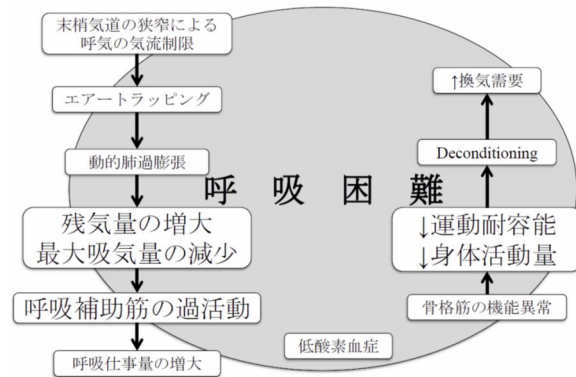 末梢気道の狭窄による
呼気の気流制限
エアートラッピング
動的肺過膨張
残気量の増大
最大吸気量の減少
呼吸補助筋の過活動
呼吸仕事量の増大
呼吸困難
低酸素血症
↑換気需要
Deconditioning
↓運動耐容能
↓身体活動量
骨格筋の機能異常